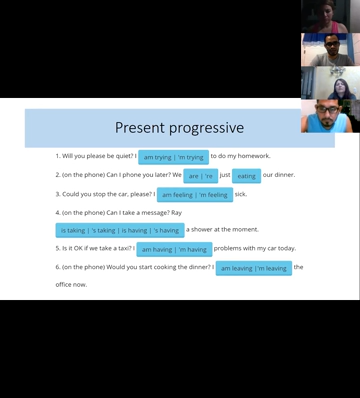 Present progressive
1. Will you please be quiet? I am trying | 'm trying to do my homework.
2. (on the phone) Can I phone you later? We are | 're just eating our dinner.
3. Could you stop the car, please? I am feeling | 'm feeling sick.
4. (on the phone) Can I take a message? Ray
is taking | 's taking | is having | 's having a shower at the moment.
5. Is it OK if we take a taxi? I am having | 'm having problems with my car today.
6. (on the phone) Would you start cooking the dinner? I am leaving |'m leaving the
office now.